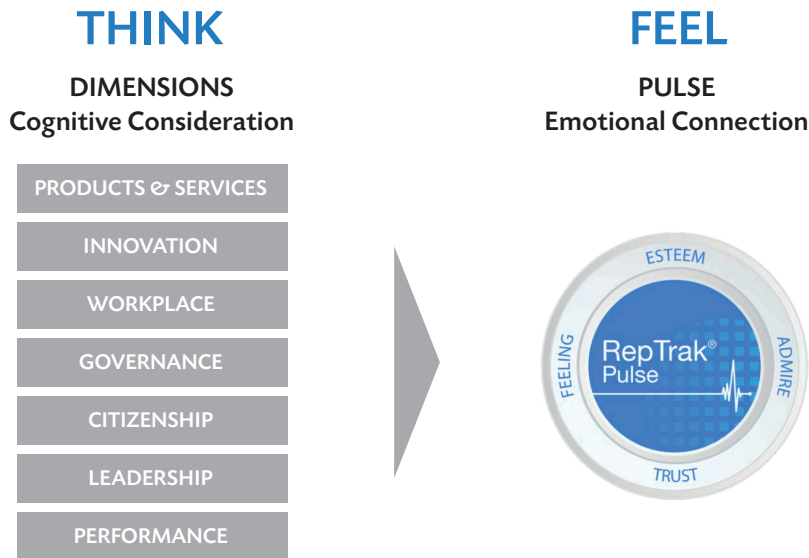 THINK
DIMENSIONS
Cognitive Consideration
PRODUCTS & SERVICES
INNOVATION
WORKPLACE
GOVERNANCE
CITIZENSHIP
LEADERSHIP
PERFORMANCE
FEEL
PULSE
Emotional Connection
ESTEEM
FEELING
RepTrak®
Pulse
ADMIRE
TRUST